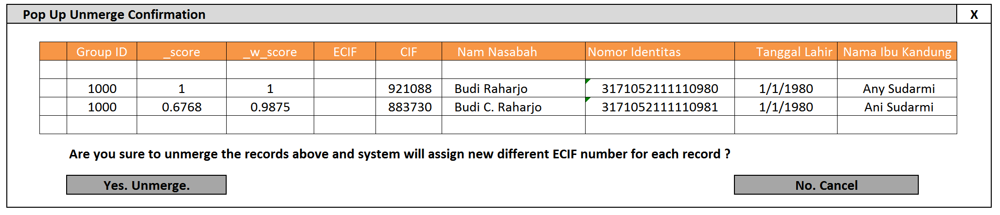 Pop Up Unmerge Confirmation X
Group ID _score _w_score ECIF CIF Nam Nasabah Nomor Identitas Tanggal Lahir Nama Ibu Kandung
1000 1 1 921088 Budi Raharjo 3171052111110980 1/1/1980 Any Sudarmi
1000 0.6768 0.9875 883730 Budi C. Raharjo 3171052111110981 1/1/1980 Ani Sudarmi
Are you sure to unmerge the records above and system will assign new different ECIF number for each record ?
Yes. Unmerge. No. Cancel